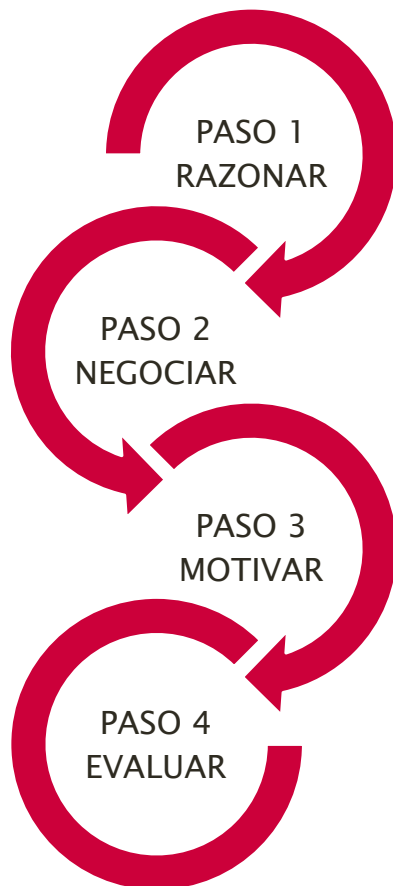 PASO 1
RAZONAR
PASO 2
NEGOCIAR
PASO 3
MOTIVAR
PASO 4
EVALUAR